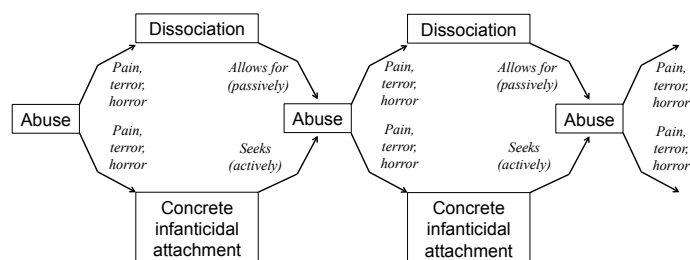 Dissociation
Dissociation
Pain,
terror,
horror
Allows for
(passively)
Pain,
terror,
horror
Allows for
(passively)
Pain,
terror,
horror
Abuse
Abuse
Abuse
Pain,
terror,
horror
Seeks
(actively)
Pain,
terror,
horror
Seeks
(actively)
Pain,
terror,
horror
Concrete
infanticidal
attachment
Concrete
infanticidal
attachment